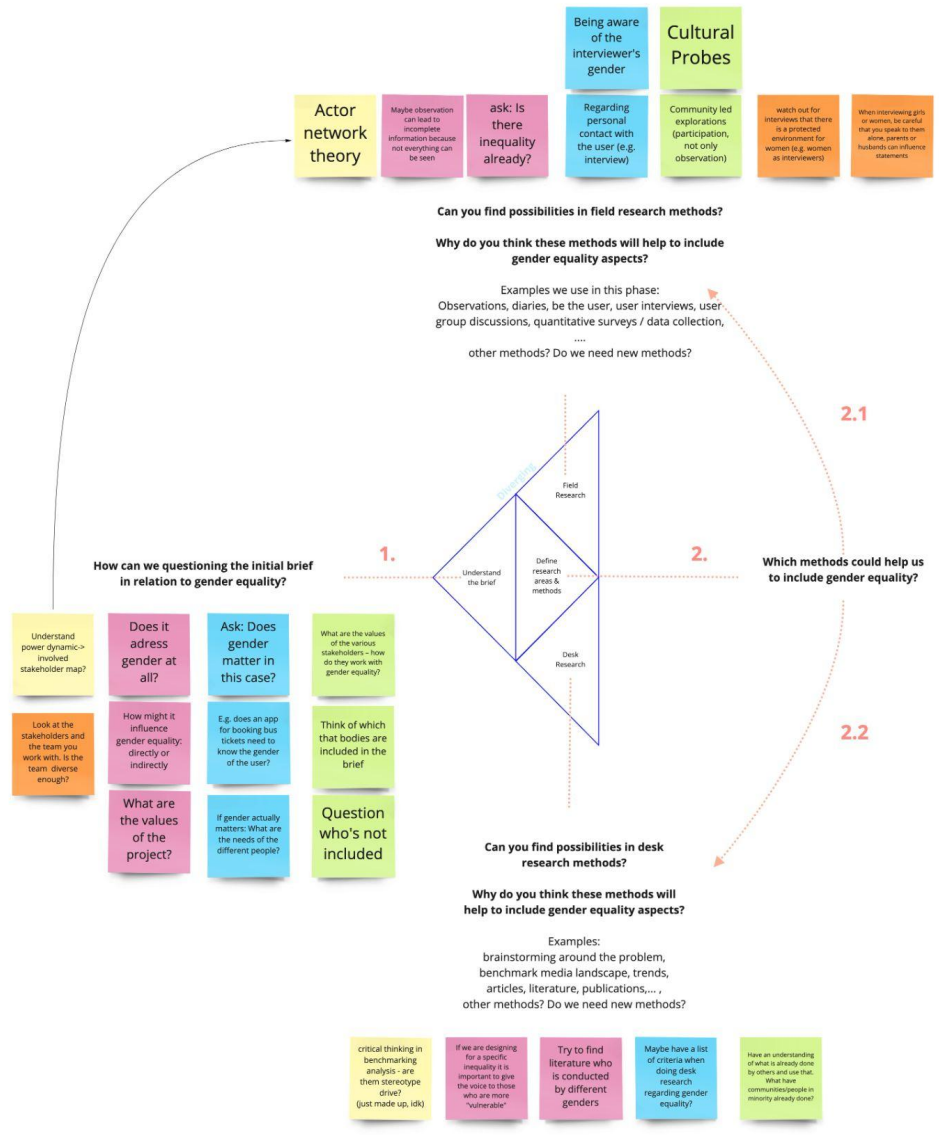 Being aware
of the
interviewer's
gender
Cultural
Probes
Actor
network
theory
Maybe observation
can lead to
incomplete
information because
not everything can
be seen
ask: Is
there
inequality
already?
Regarding
personal
contact with
the user (e.g.
interview)
Community led
explorations
(participation,
not only
observation)
watch out for
interviews that there
is a protected
environment for
women (e.g. women
as interviewers)
When interviewing girls
or women, be careful
that you speak to them
alone, parents or
husbands can influence
statements
Can you find possibilities in field research methods?
Why do you think these methods will help to include
gender equality aspects?
Examples we use in this phase:
Observations, diaries, be the user, user interviews, user
group discussions, quantitative surveys / data collection,
....
other methods? Do we need new methods?
2.1
Diverging
Field
Research
1.
Understand
the brief
Define
research
areas &
methods
2.
Desk
Research
How can we questioning the initial brief
in relation to gender equality?
Which methods could help us
to include gender equality?
Understand
power dynamic->
involved
stakeholder map?
Does it
adress
gender at
all?
Ask: Does
gender
matter in
this case?
What are the values
of the various
stakeholders – how
do they work with
gender equality?
Look at the
stakeholders and
the team you
work with. Is the
team diverse
enough?
How might it
influence
gender equality:
directly or
indirectly
E.g. does an app
for booking bus
tickets need to
know the gender
of the user?
Think of which
that bodies are
included in the
brief
What are
the values
of the
project?
If gender actually
matters: What are
the needs of the
different people?
Question
who's not
included
2.2
Can you find possibilities in desk
research methods?
Why do you think these methods will
help to include gender equality aspects?
Examples:
brainstorming around the problem,
benchmark media landscape, trends,
articles, literature, publications,... ,
other methods? Do we need new methods?
critical thinking in
benchmarking
analysis - are
them stereotype
drive?
(just made up, idk)
If we are designing
for a specific
inequality it is
important to give
the voice to those
who are more
"vulnerable"
Try to find
literature who
is conducted
by different
genders
Maybe have a list
of criteria when
doing desk
research
regarding gender
equality?
Have an understanding
of what is already done
by others and use that.
What have
communities/people in
minority already done?